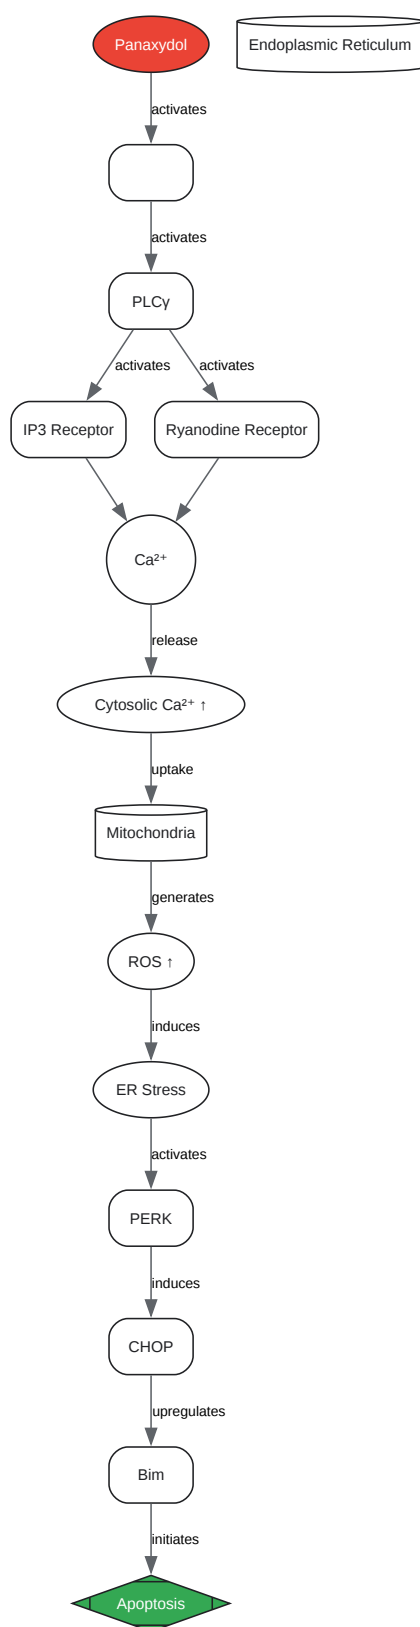 Panaxydol
Endoplasmic Reticulum
activates
activates
PLCγ
activates
activates
IP3 Receptor
Ryanodine Receptor
Ca²⁺
release
Cytosolic Ca²⁺ ↑
uptake
Mitochondria
generates
ROS ↑
induces
ER Stress
activates
PERK
induces
CHOP
upregulates
Bim
initiates
Apoptosis